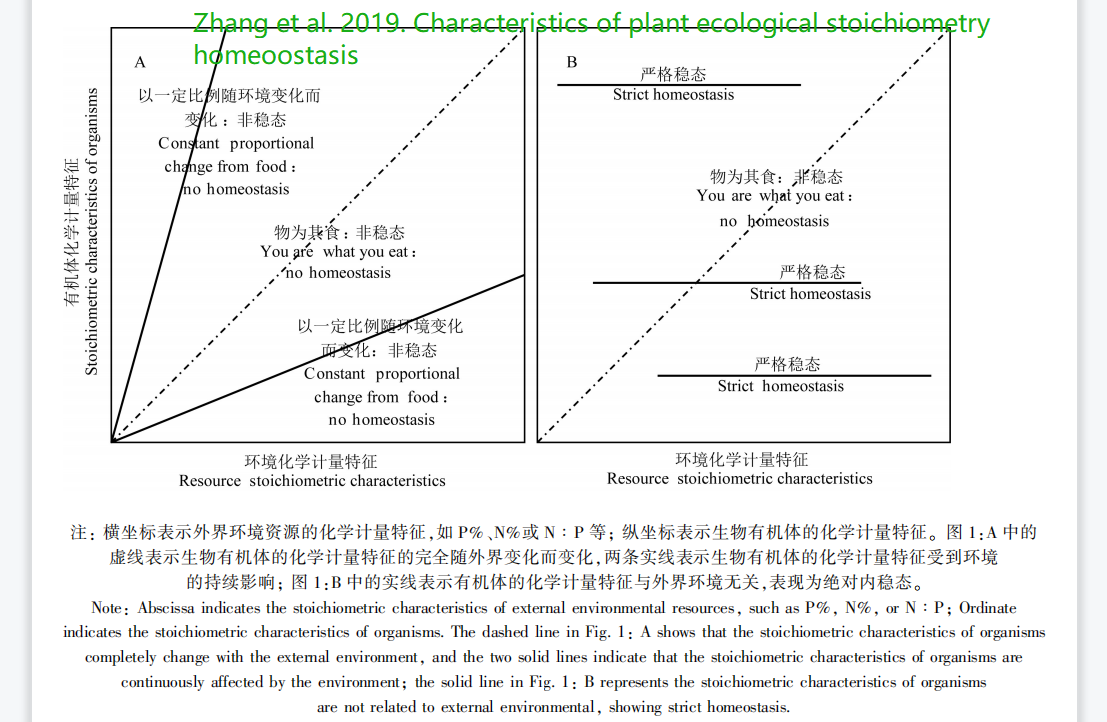 Zhang et al. 2019. Characteristics of plant ecological stoichiometry
homeoostasis
A
以一定比例随环境变化而
变化：非稳态
Constant proportional
change from food：
no homeostasis
物为其食：非稳态
You are what you eat：
no homeostasis
以一定比例随环境变化
而变化：非稳态
Constant proportional
change from food：
no homeostasis
有机体化学计量特征
Stoichiometric characteristics of organisms
环境化学计量特征
Resource stoichiometric characteristics
B
严格稳态
Strict homeostasis
物为其食：非稳态
You are what you eat：
no homeostasis
严格稳态
Strict homeostasis
严格稳态
Strict homeostasis
环境化学计量特征
Resource stoichiometric characteristics
注：横坐标表示外界环境资源的化学计量特征,如 P%、N%或 N：P 等；纵坐标表示生物有机体的化学计量特征。图 1:A 中的
虚线表示生物有机体的化学计量特征的完全随外界变化而变化,两条实线表示生物有机体的化学计量特征受到环境
的持续影响；图 1:B 中的实线表示有机体的化学计量特征与外界环境无关,表现为绝对内稳态。
Note：Abscissa indicates the stoichiometric characteristics of external environmental resources, such as P%, N%, or N：P；Ordinate
indicates the stoichiometric characteristics of organisms. The dashed line in Fig. 1：A shows that the stoichiometric characteristics of organisms
completely change with the external environment, and the two solid lines indicate that the stoichiometric characteristics of organisms are
continuously affected by the environment；the solid line in Fig. 1：B represents the stoichiometric characteristics of organisms
are not related to external environmental, showing strict homeostasis.